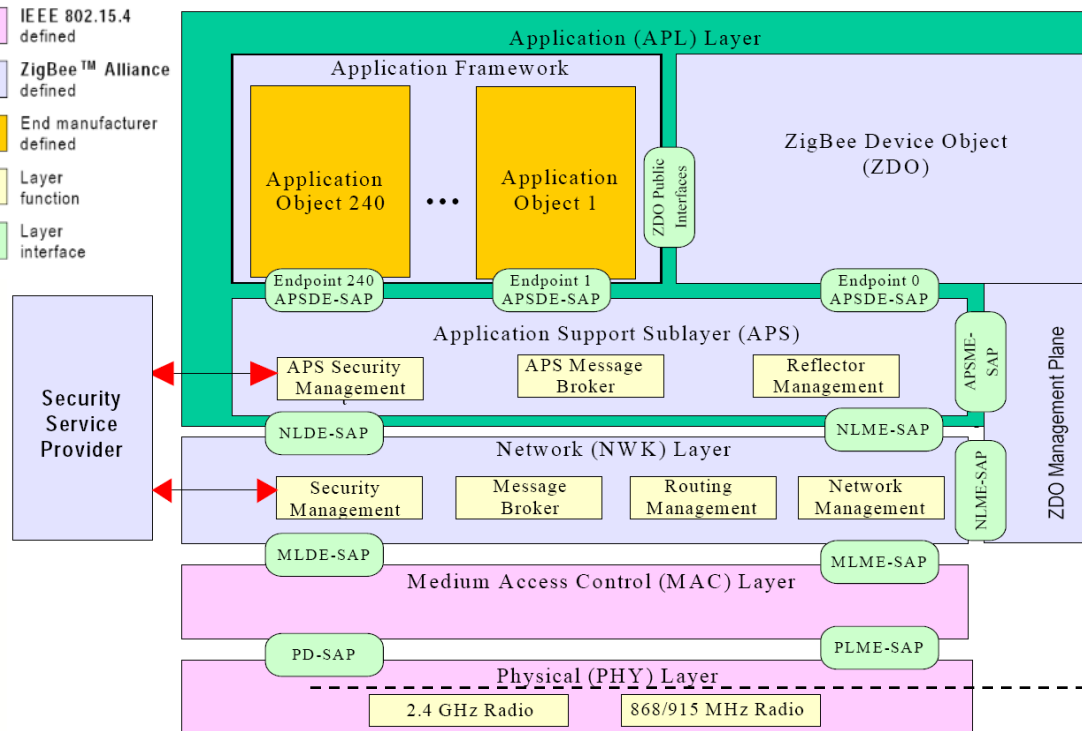 IEEE 802.15.4
defined
ZigBee™ Alliance
defined
End manufacturer
defined
Layer
function
Layer
interface
Application (APL) Layer
Application Framework
Application
Object 240
...
Application
Object 1
ZDO Public
Interfaces
ZigBee Device Object
(ZDO)
Endpoint 240
APSDE-SAP
Endpoint 1
APSDE-SAP
Endpoint 0
APSDE-SAP
Application Support Sublayer (APS)
APS Security
Management
APS Message
Broker
Reflector
Management
APSME-
SAP
Security
Service
Provider
NLDE-SAP
NLME-SAP
Network (NWK) Layer
Security
Management
Message
Broker
Routing
Management
Network
Management
NLME-SAP
ZDO Management Plane
MLDE-SAP
MLME-SAP
Medium Access Control (MAC) Layer
PD-SAP
PLME-SAP
Physical (PHY) Layer
2.4 GHz Radio
868/915 MHz Radio